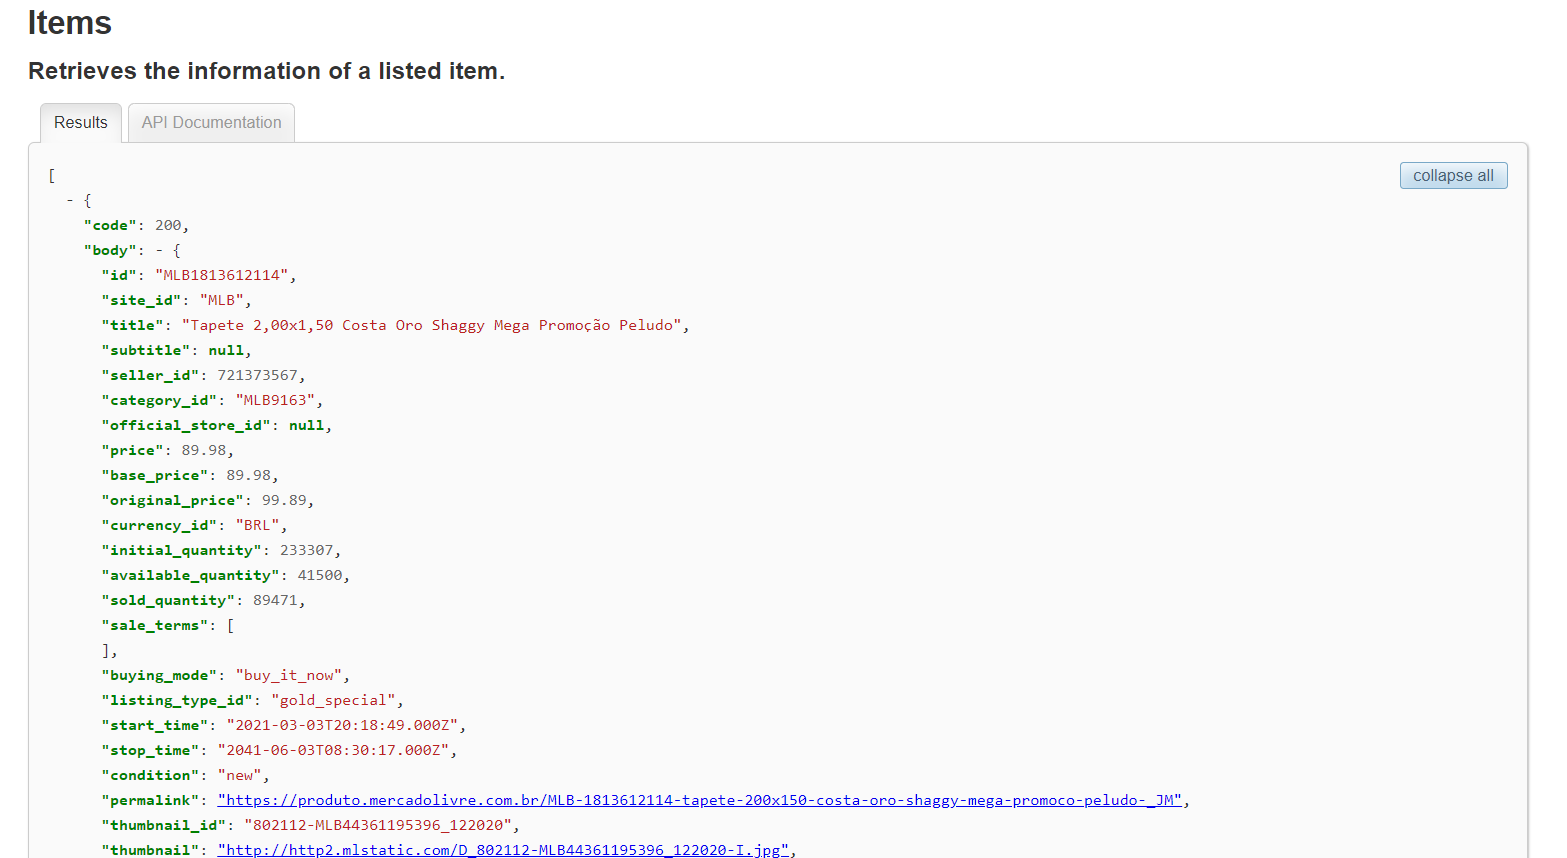 Items
Retrieves the information of a listed item.
Results API Documentation
[ collapse all
- {
"code": 200,
"body": - {
"id": "MLB1813612114",
"site_id": "MLB",
"title": "Tapete 2,00x1,50 Costa Oro Shaggy Mega Promoção Peludo",
"subtitle": null,
"seller_id": 721373567,
"category_id": "MLB9163",
"official_store_id": null,
"price": 89.98,
"base_price": 89.98,
"original_price": 99.89,
"currency_id": "BRL",
"initial_quantity": 233307,
"available_quantity": 41500,
"sold_quantity": 89471,
"sale_terms": [
],
"buying_mode": "buy_it_now",
"listing_type_id": "gold_special",
"start_time": "2021-03-03T20:18:49.000Z",
"stop_time": "2041-06-03T08:30:17.000Z",
"condition": "new",
"permalink": "https://produto.mercadolivre.com.br/MLB-1813612114-tapete-200x150-costa-oro-shaggy-mega-promoco-peludo-_JM",
"thumbnail_id": "802112-MLB44361195396_122020",
"thumbnail": "http://http2.mlstatic.com/D_802112-MLB44361195396_122020-I.jpg",